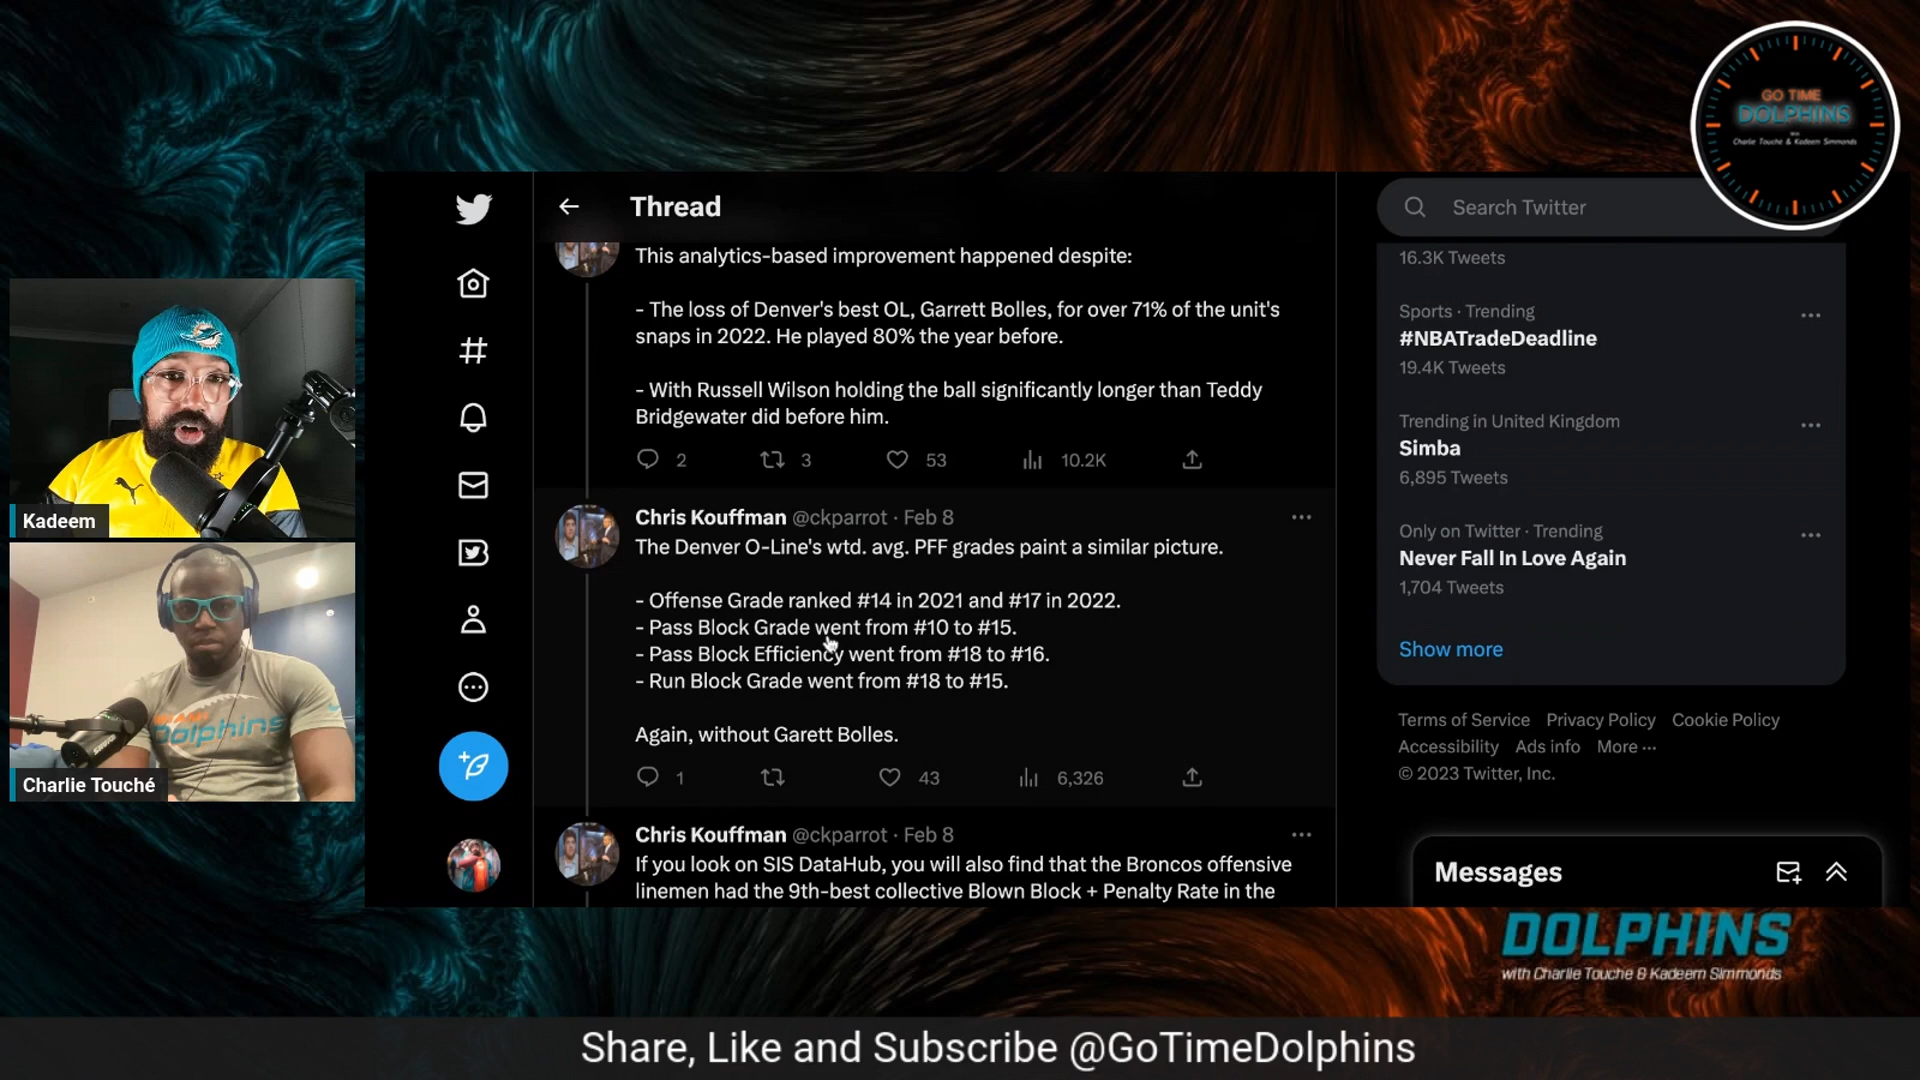 GO TIME
DOLPHINS
Charlie Touche & Kadeem Simmonds
Thread
Search Twitter
This analytics-based improvement happened despite:
- The loss of Denver's best OL, Garrett Bolles, for over 71% of the unit's
snaps in 2022. He played 80% the year before.
- With Russell Wilson holding the ball significantly longer than Teddy
Bridgewater did before him.
2 3 53 10.2K
Chris Kouffman @ckparrot · Feb 8
The Denver O-Line's wtd. avg. PFF grades paint a similar picture.
- Offense Grade ranked #14 in 2021 and #17 in 2022.
- Pass Block Grade went from #10 to #15.
- Pass Block Efficiency went from #18 to #16.
- Run Block Grade went from #18 to #15.
Again, without Garett Bolles.
1 43 6,326
Chris Kouffman @ckparrot · Feb 8
If you look on SIS DataHub, you will also find that the Broncos offensive
linemen had the 9th-best collective Blown Block + Penalty Rate in the
16.3K Tweets
Sports · Trending
#NBATradeDeadline
19.4K Tweets
Trending in United Kingdom
Simba
6,895 Tweets
Only on Twitter · Trending
Never Fall In Love Again
1,704 Tweets
Show more
Terms of Service Privacy Policy Cookie Policy
Accessibility Ads info More ···
© 2023 Twitter, Inc.
Messages
Kadeem
Dolphins
Charlie Touché
DOLPHINS
with Charlie Touche & Kadeem Simmonds
Share, Like and Subscribe @GoTimeDolphins